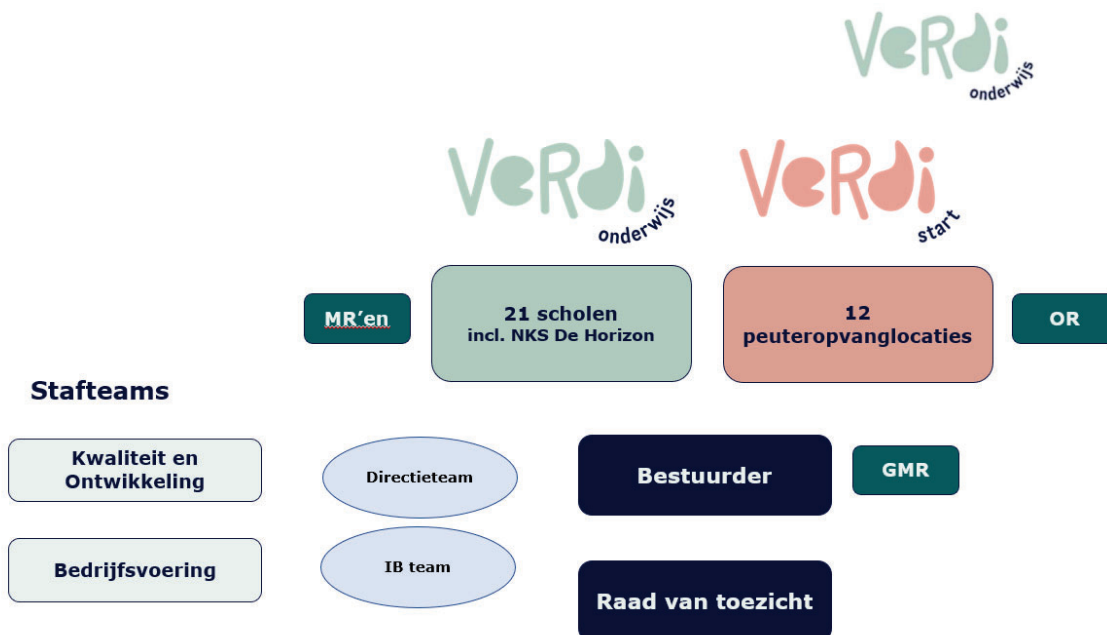 VeRdi
onderwijs
VeRdi
onderwijs
VeRdi
start
MR'en
21 scholen
incl. NKS De Horizon
12
peuteropvanglocaties
OR
Stafteams
Kwaliteit en
Ontwikkeling
Directieteam
Bestuurder
GMR
Bedrijfsvoering
IB team
Raad van toezicht